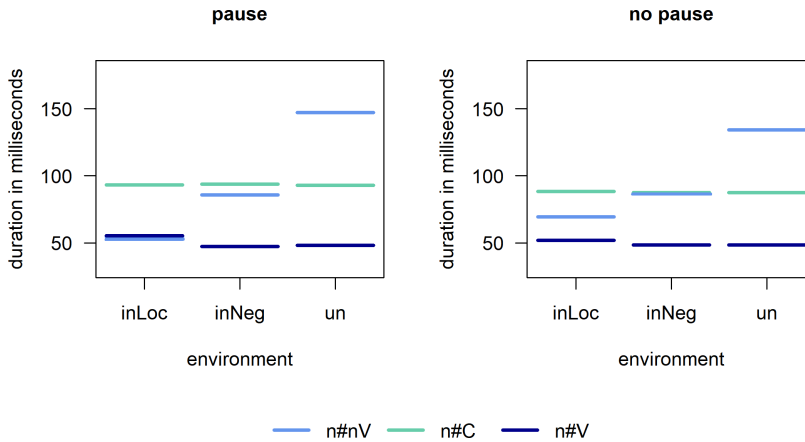 pause
duration in milliseconds
150
100
50
inLoc inNeg un
environment
no pause
duration in milliseconds
150
100
50
inLoc inNeg un
environment
n#nV n#C n#V